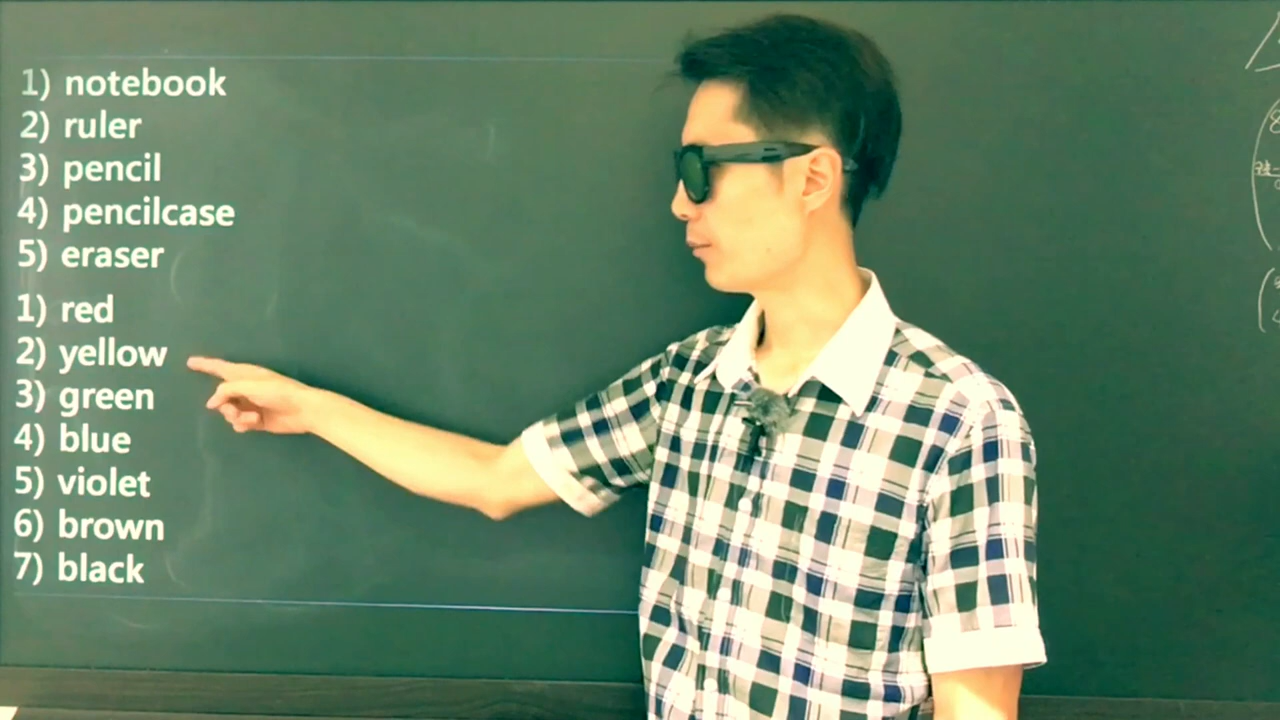 1) notebook
2) ruler
3) pencil
4) pencilcase
5) eraser
1) red
2) yellow
3) green
4) blue
5) violet
6) brown
7) black